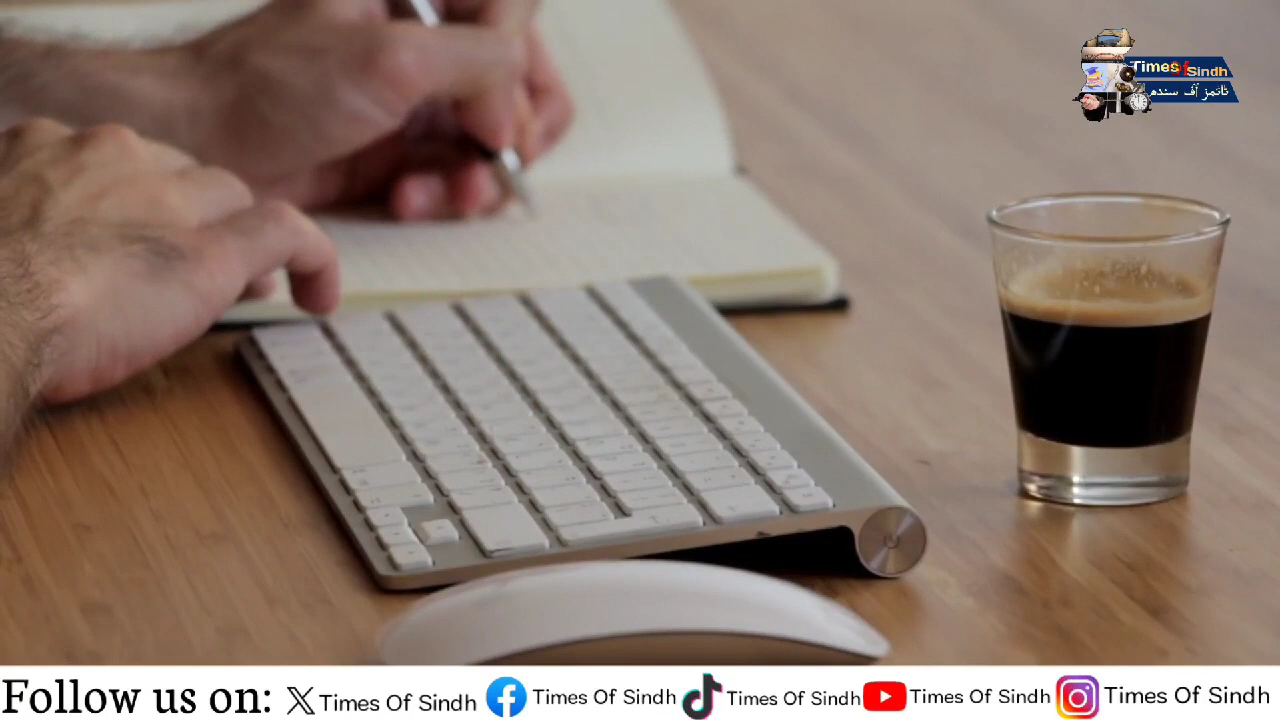 Times of Sindh
ٹائمز آف سندھ
Follow us on: Times Of Sindh Times Of Sindh Times Of Sindh Times Of Sindh Times Of Sindh